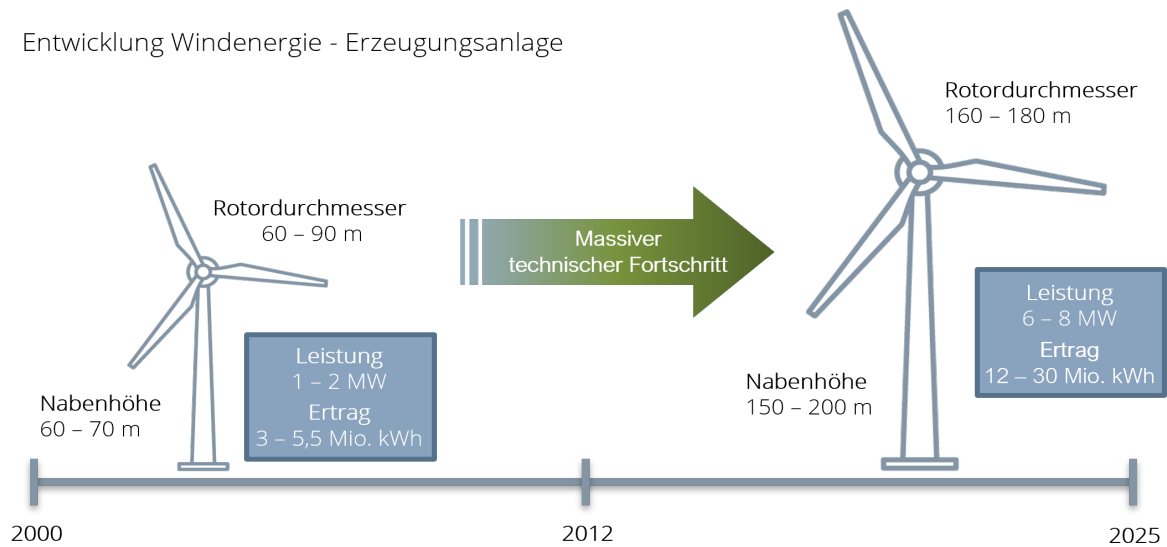 Entwicklung Windenergie - Erzeugungsanlage
Rotordurchmesser
60 – 90 m
Nabenhöhe
60 – 70 m
Leistung
1 – 2 MW
Ertrag
3 – 5,5 Mio. kWh
Massiver
technischer Fortschritt
Rotordurchmesser
160 – 180 m
Nabenhöhe
150 – 200 m
Leistung
6 – 8 MW
Ertrag
12 – 30 Mio. kWh
2000
2012
2025